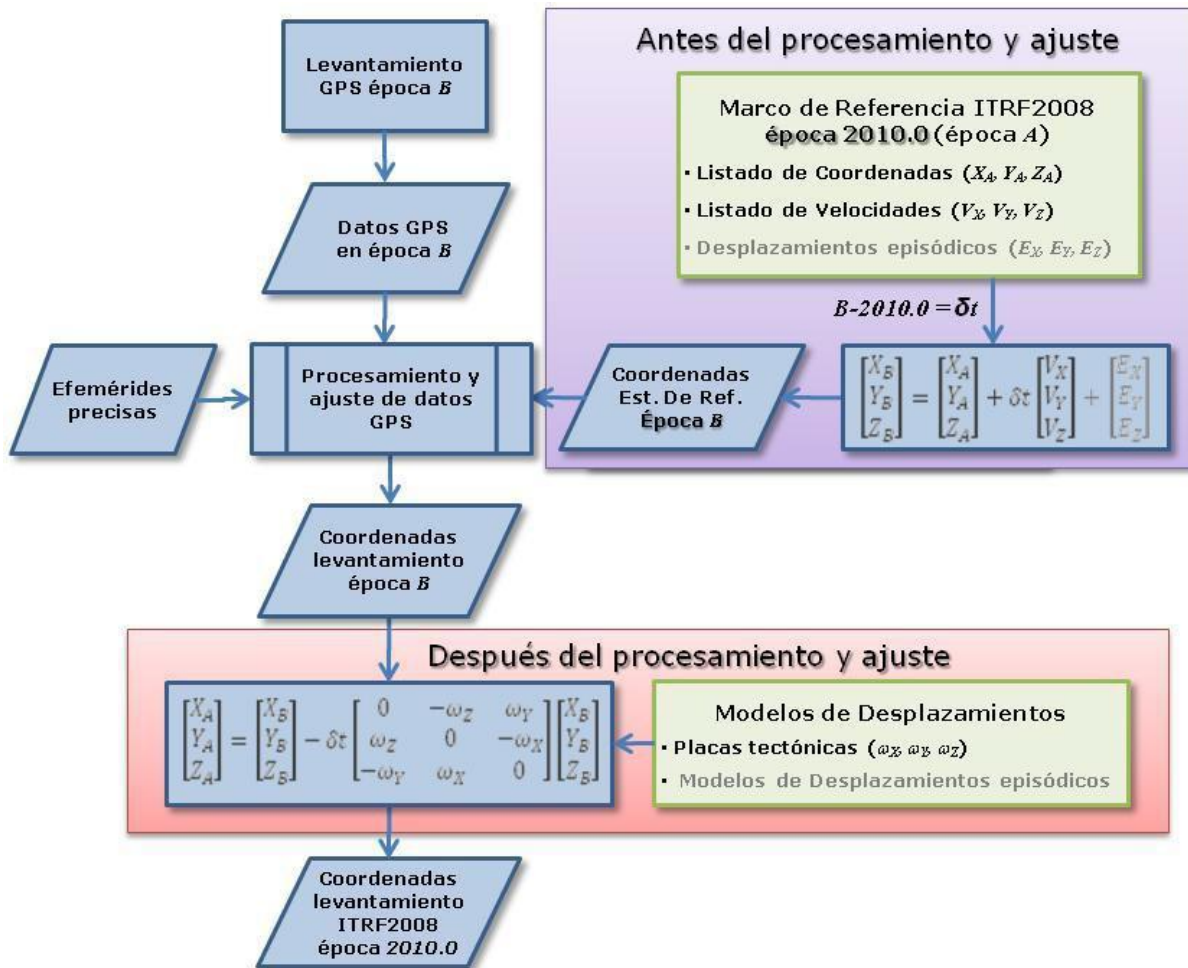 Levantamiento
GPS época B
Datos GPS
en época B
Efemérides
precisas
Procesamiento y
ajuste de datos
GPS
Antes del procesamiento y ajuste
Marco de Referencia ITRF2008
época 2010.0 (época A)
· Listado de Coordenadas (X_A, Y_A, Z_A)
· Listado de Velocidades (V_X, V_Y, V_Z)
· Desplazamientos episódicos (E_X, E_Y, E_Z)
B-2010.0 = δt
[X_B Y_B Z_B] = [X_A Y_A Z_A] + δt [V_X V_Y V_Z] + [E_X E_Y E_Z]
Coordenadas
Est. De Ref.
Época B
Coordenadas
levantamiento
época B
Después del procesamiento y ajuste
[X_A Y_A Z_A] = [X_B Y_B Z_B] − δt [0 −ω_Z ω_Y; ω_Z 0 −ω_X; −ω_Y ω_X 0] [X_B Y_B Z_B]
Modelos de Desplazamientos
· Placas tectónicas (ω_X, ω_Y, ω_Z)
· Modelos de Desplazamientos episódicos
Coordenadas
levantamiento
ITRF2008
época 2010.0